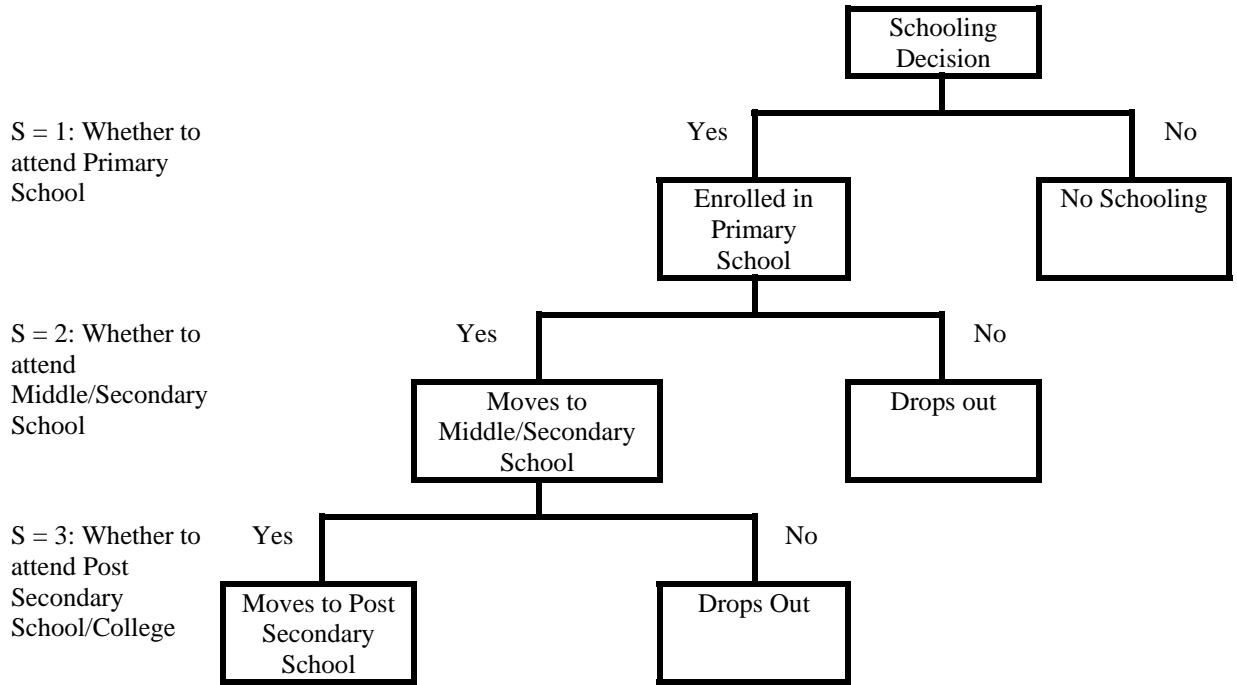 Schooling
Decision
S = 1: Whether to
attend Primary
School
Yes
No
Enrolled in
Primary
School
No Schooling
S = 2: Whether to
attend
Middle/Secondary
School
Yes
No
Moves to
Middle/Secondary
School
Drops out
S = 3: Whether to
attend Post
Secondary
School/College
Yes
No
Moves to Post
Secondary
School
Drops Out